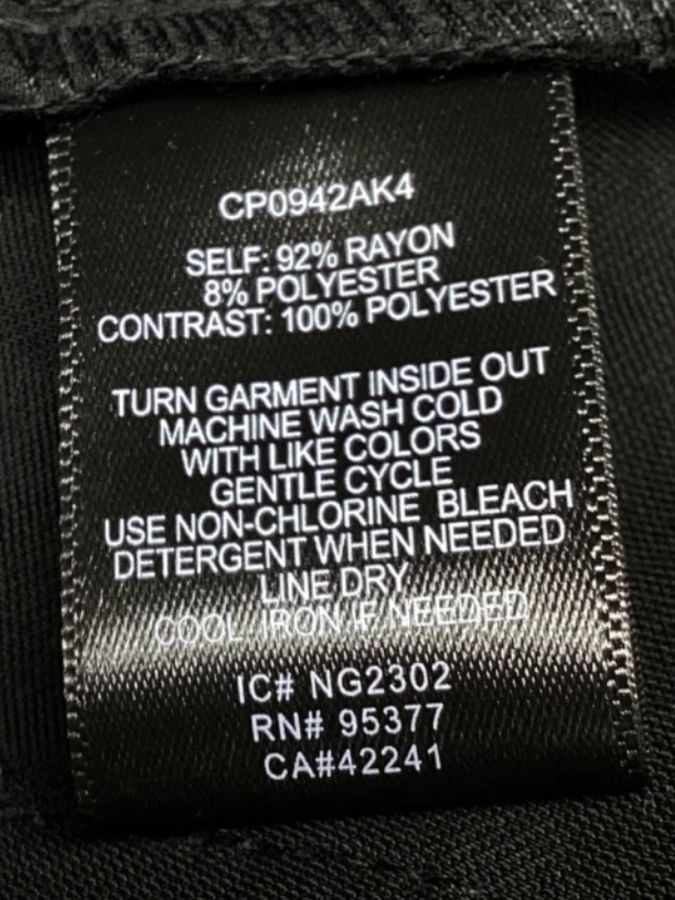 CP0942AK4
SELF: 92% RAYON
8% POLYESTER
CONTRAST: 100% POLYESTER
TURN GARMENT INSIDE OUT
MACHINE WASH COLD
WITH LIKE COLORS
GENTLE CYCLE
USE NON-CHLORINE BLEACH
DETERGENT WHEN NEEDED
LINE DRY
COOL IRON IF NEEDED
IC# NG2302
RN# 95377
CA#42241